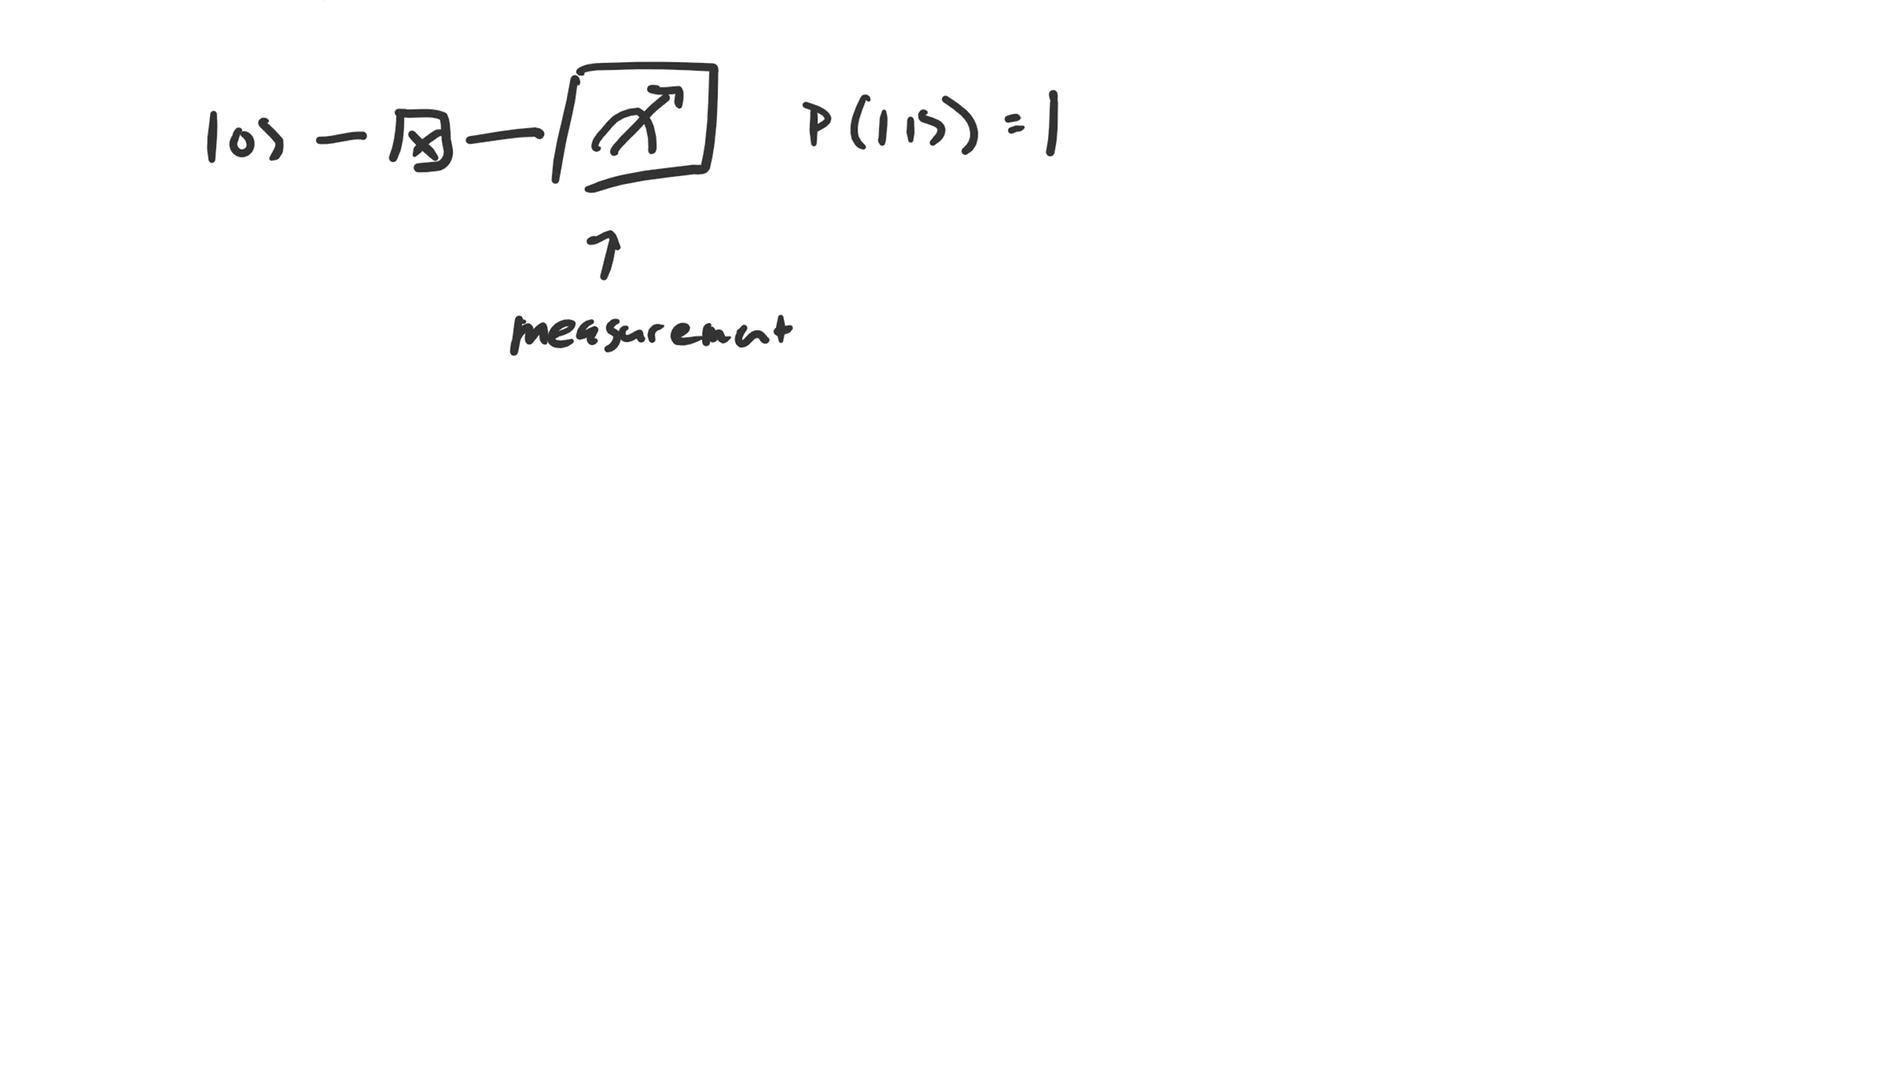 |0> — X — P(|1>) = 1
measurement